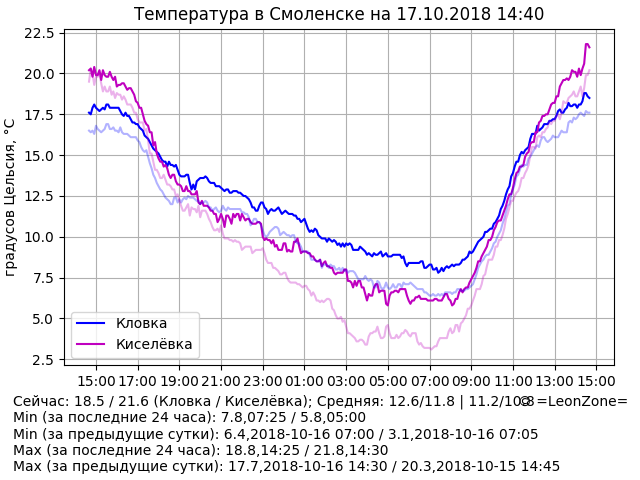 Температура в Смоленске на 17.10.2018 14:40
градусов Цельсия, °C
22.5
20.0
17.5
15.0
12.5
10.0
7.5
5.0
2.5
Кловка
Киселёвка
15:00 17:00 19:00 21:00 23:00 01:00 03:00 05:00 07:00 09:00 11:00 13:00 15:00
Сейчас: 18.5 / 21.6 (Кловка / Киселёвка); Средняя: 12.6/11.8 | 11.2/10.8 © =LeonZone=
Min (за последние 24 часа): 7.8,07:25 / 5.8,05:00
Min (за предыдущие сутки): 6.4,2018-10-16 07:00 / 3.1,2018-10-16 07:05
Max (за последние 24 часа): 18.8,14:25 / 21.8,14:30
Max (за предыдущие сутки): 17.7,2018-10-16 14:30 / 20.3,2018-10-15 14:45